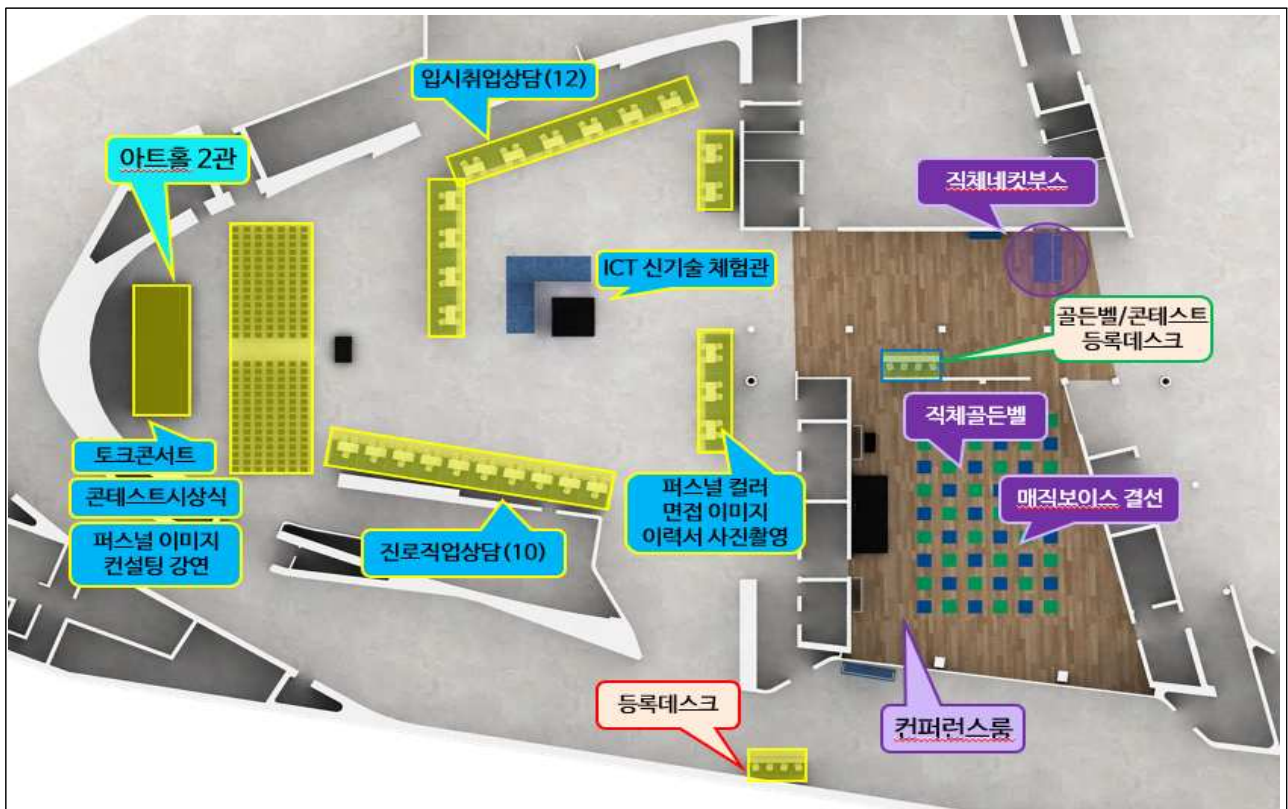 입시취업상담(12)
아트홀 2관
직체네컷부스
ICT 신기술 체험관
골든벨/콘테스트
등록데스크
직체골든벨
매직보이스 결선
토크콘서트
콘테스트시상식
퍼스널 이미지
컨설팅 강연
진로직업상담(10)
퍼스널 컬러
면접 이미지
이력서 사진촬영
등록데스크
컨퍼런스룸